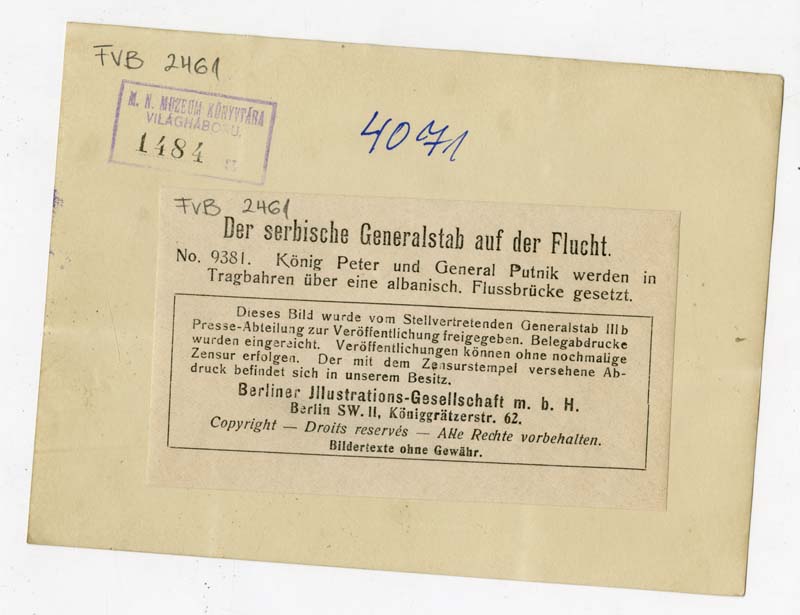 FVB 2461
M. N. MUZEUM KÖNYVTÁRA
VILÁGHÁBORU.
1484
4071
FVB 2461
Der serbische Generalstab auf der Flucht.
No. 9381. König Peter und General Putnik werden in
Tragbahren über eine albanisch. Flussbrücke gesetzt.
Dieses Bild wurde vom Stellvertretenden Generalstab IIIb
Presse-Abteilung zur Veröffentlichung freigegeben. Belegabdrucke
wurden eingereicht. Veröffentlichungen können ohne nochmalige
Zensur erfolgen. Der mit dem Zensurstempel versehene Ab-
druck befindet sich in unserem Besitz.
Berliner Jllustrations-Gesellschaft m. b. H.
Berlin SW. 11, Königgrätzerstr. 62.
Copyright — Droits reservés — Alle Rechte vorbehalten.
Bildertexte ohne Gewähr.